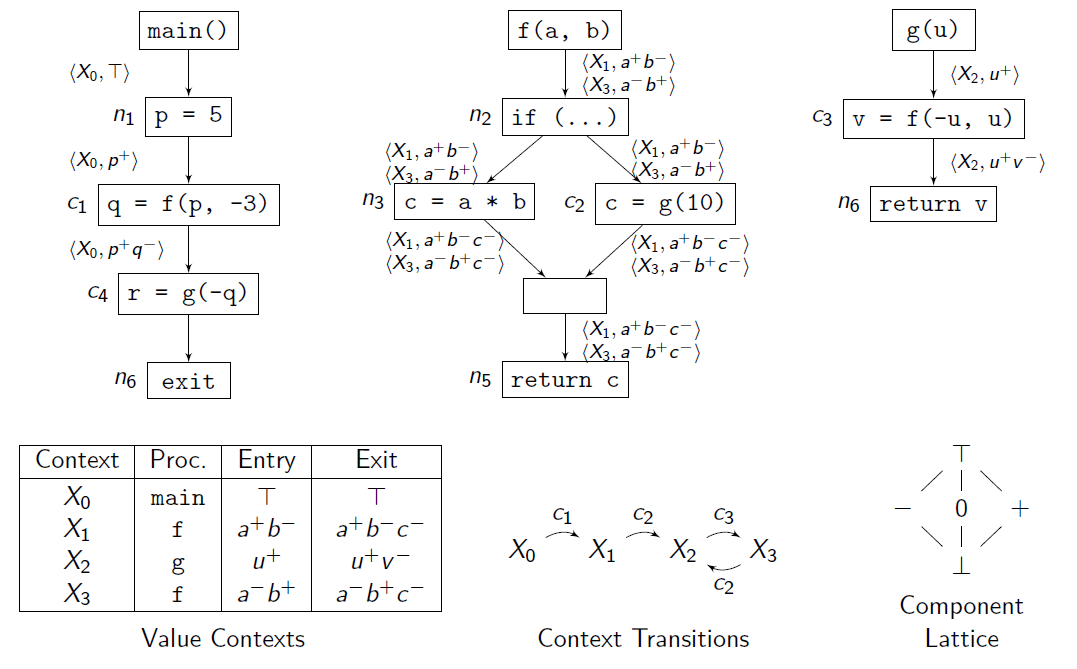 main()
⟨X₀, ⊤⟩
n₁ p = 5
⟨X₀, p⁺⟩
c₁ q = f(p, -3)
⟨X₀, p⁺q⁻⟩
c₄ r = g(-q)
n₆ exit
f(a, b)
⟨X₁, a⁺b⁻⟩
⟨X₃, a⁻b⁺⟩
n₂ if (...)
⟨X₁, a⁺b⁻⟩
⟨X₃, a⁻b⁺⟩
n₃ c = a * b
⟨X₁, a⁺b⁻c⁻⟩
⟨X₃, a⁻b⁺c⁻⟩
⟨X₁, a⁺b⁻⟩
⟨X₃, a⁻b⁺⟩
c₂ c = g(10)
⟨X₁, a⁺b⁻c⁻⟩
⟨X₃, a⁻b⁺c⁻⟩
⟨X₁, a⁺b⁻c⁻⟩
⟨X₃, a⁻b⁺c⁻⟩
n₅ return c
g(u)
⟨X₂, u⁺⟩
c₃ v = f(-u, u)
⟨X₂, u⁺v⁻⟩
n₆ return v
Context Proc. Entry Exit
X₀ main ⊤ ⊤
X₁ f a⁺b⁻ a⁺b⁻c⁻
X₂ g u⁺ u⁺v⁻
X₃ f a⁻b⁺ a⁻b⁺c⁻
Value Contexts
c₁ c₂ c₃
X₀ X₁ X₂ X₃
c₂
Context Transitions
⊤
− 0 +
⊥
Component
Lattice